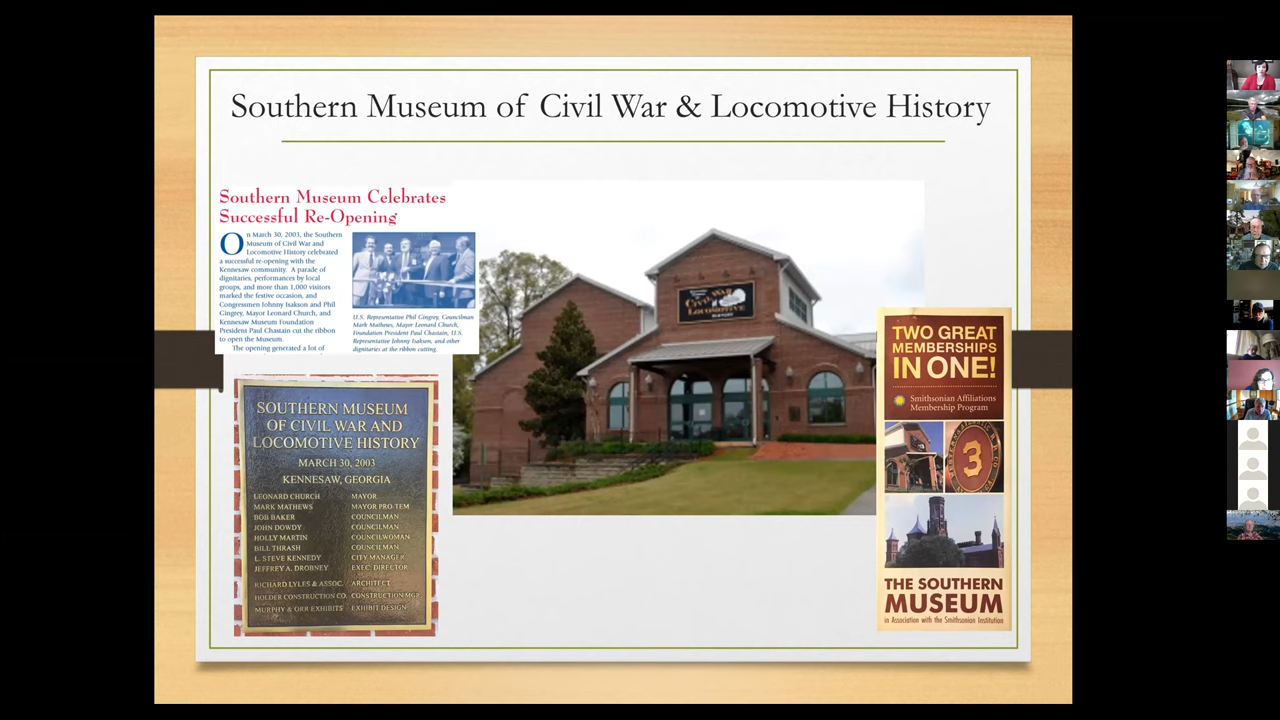 Southern Museum of Civil War & Locomotive History
Southern Museum Celebrates
Successful Re-Opening
On March 30, 2003, the Southern
Museum of Civil War and
Locomotive History celebrated
a successful re-opening with the
Kennesaw community. A parade of
dignitaries, performances by local
groups, and more than 1,000 visitors
marked the festive occasion, and
Congressmen Johnny Isakson and Phil
Gingrey, Mayor Leonard Church, and
Kennesaw Museum Foundation
President Paul Chastain cut the ribbon
to open the Museum.
The opening generated a lot of
U.S. Representative Phil Gingrey, Councilman
Mark Mathews, Mayor Leonard Church,
Foundation President Paul Chastain, U.S.
Representative Johnny Isakson, and other
dignitaries at the ribbon cutting.
CIVIL WAR
LOCOMOTIVE
HISTORY
SOUTHERN MUSEUM
OF CIVIL WAR AND
LOCOMOTIVE HISTORY
MARCH 30, 2003
KENNESAW, GEORGIA
LEONARD CHURCH MAYOR
MARK MATHEWS MAYOR PRO-TEM
BOB BAKER COUNCILMAN
JOHN DOWDY COUNCILMAN
HOLLY MARTIN COUNCILWOMAN
BILL THRASH COUNCILMAN
L. STEVE KENNEDY CITY MANAGER
JEFFREY A. DROBNEY EXEC. DIRECTOR
RICHARD LYLES & ASSOC. ARCHITECT
HOLDER CONSTRUCTION CO. CONSTRUCTION MGR
MURPHY & ORR EXHIBITS EXHIBIT DESIGN
TWO GREAT
MEMBERSHIPS
IN ONE!
Smithsonian Affiliations
Membership Program
3
THE SOUTHERN
MUSEUM
in Association with the Smithsonian Institution